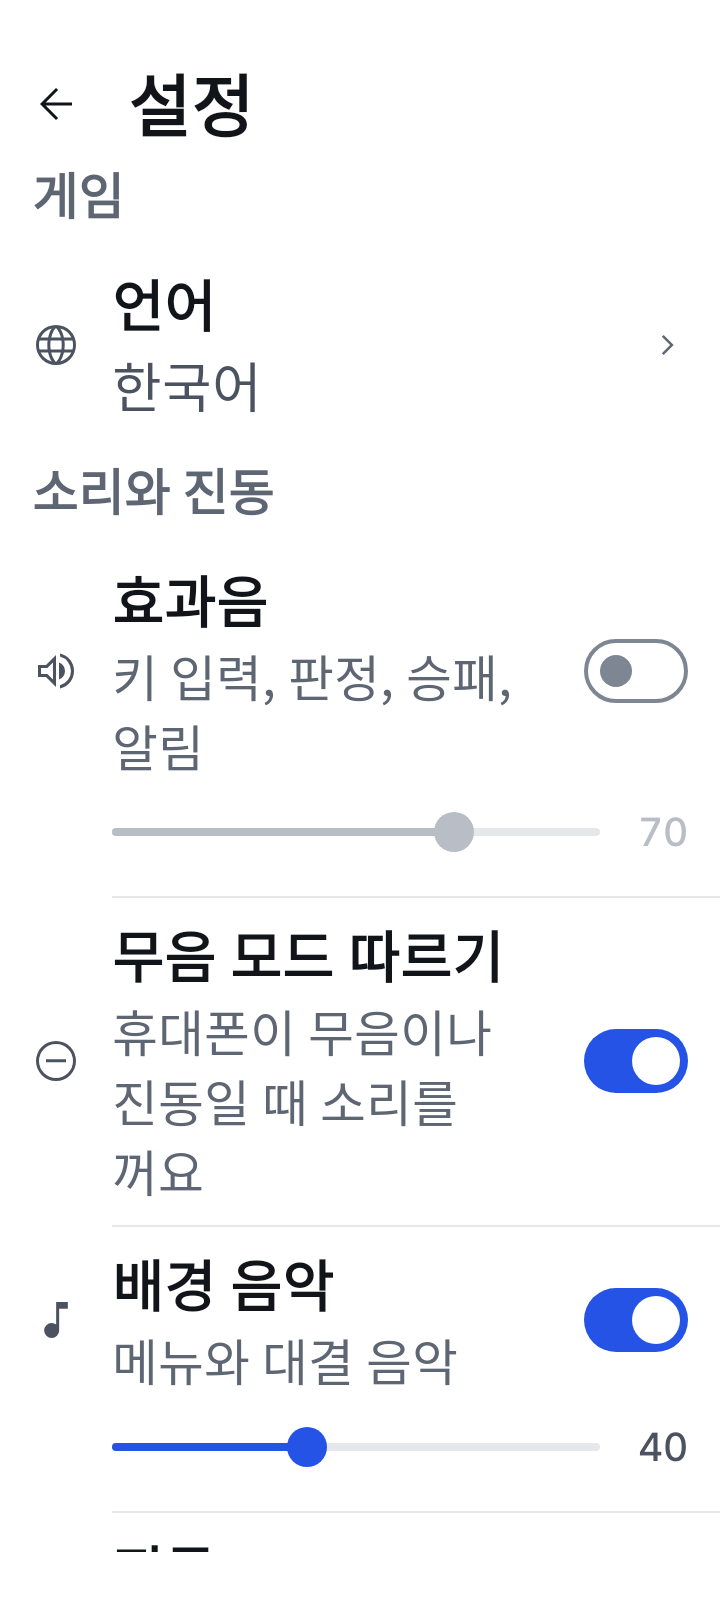 설정
게임
언어
한국어
소리와 진동
효과음
키 입력, 판정, 승패,
알림
70
무음 모드 따르기
휴대폰이 무음이나
진동일 때 소리를
꺼요
배경 음악
메뉴와 대결 음악
40